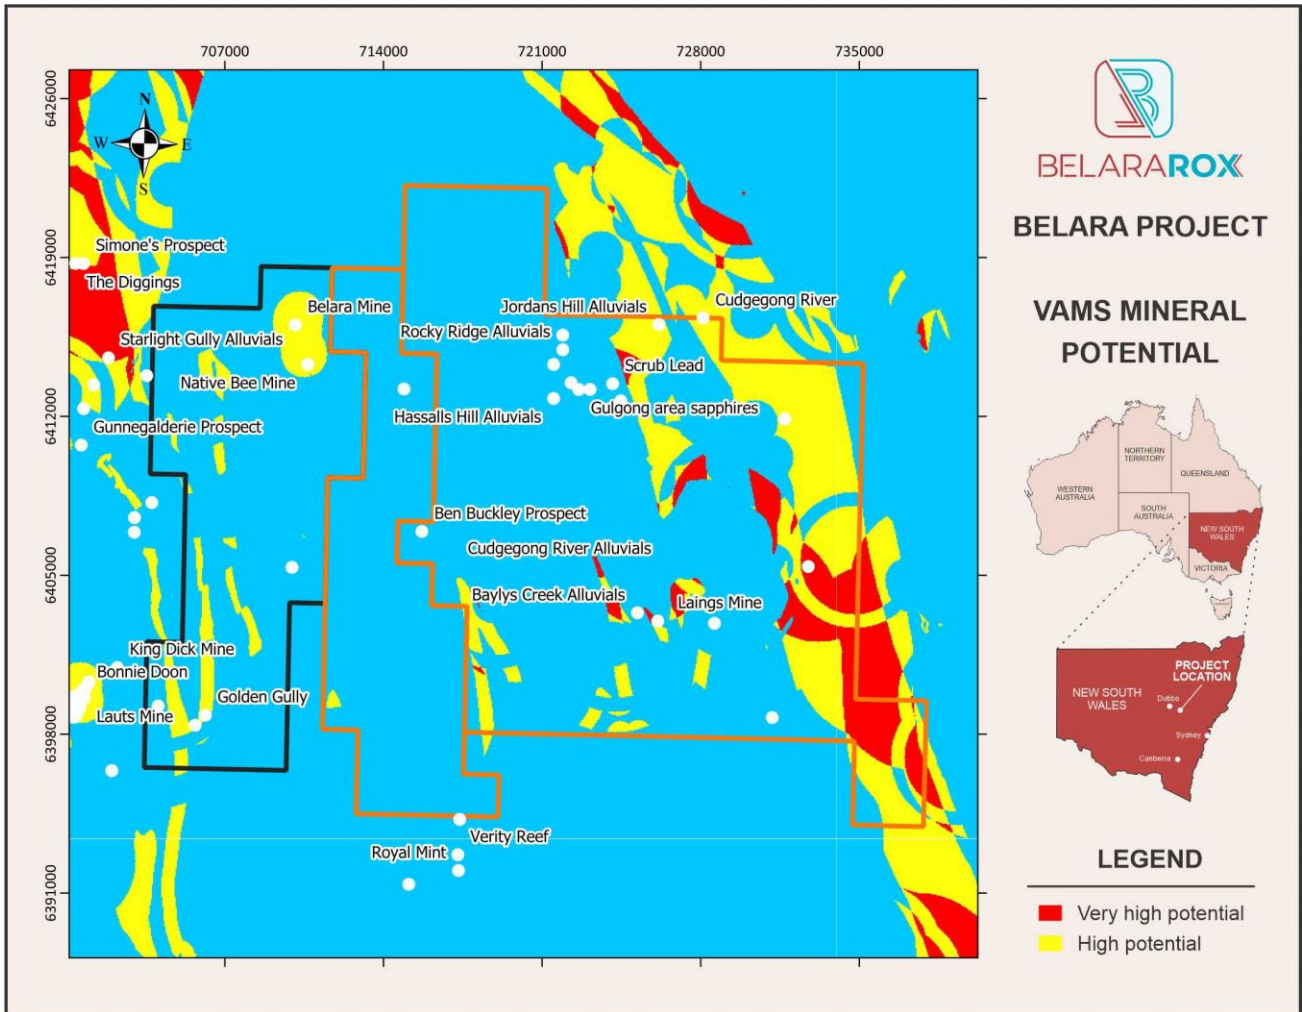 707000
714000
721000
728000
735000
6426000
6419000
6412000
6405000
6398000
6391000
N
W
E
S
Simone's Prospect
The Diggings
Belara Mine
Jordans Hill Alluvials
Cudgegong River
Starlight Gully Alluvials
Rocky Ridge Alluvials
Native Bee Mine
Scrub Lead
Gunnegalderie Prospect
Hassalls Hill Alluvials
Gulgong area sapphires
Ben Buckley Prospect
Cudgegong River Alluvials
Baylys Creek Alluvials
Laings Mine
King Dick Mine
Bonnie Doon
Golden Gully
Lauts Mine
Verity Reef
Royal Mint
BELARAROX
BELARA PROJECT
VAMS MINERAL
POTENTIAL
NORTHERN
TERRITORY
QUEENSLAND
WESTERN
AUSTRALIA
SOUTH
AUSTRALIA
NEW SOUTH
WALES
VICTORIA
PROJECT
LOCATION
NEW SOUTH
WALES
Dubbo
Sydney
Canberra
LEGEND
Very high potential
High potential